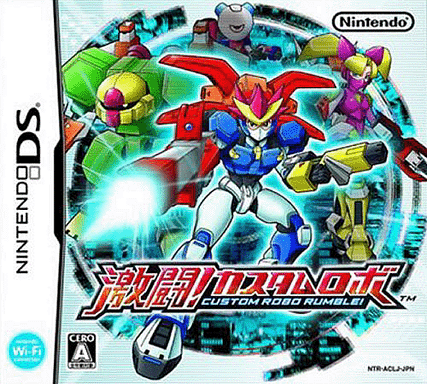 Nintendo
NINTENDO DS
激闘!カスタムロボ TM
CUSTOM ROBO RUMBLE!
Nintendo
Wi-Fi
CERO
A
NTR-ACLJ-JPN